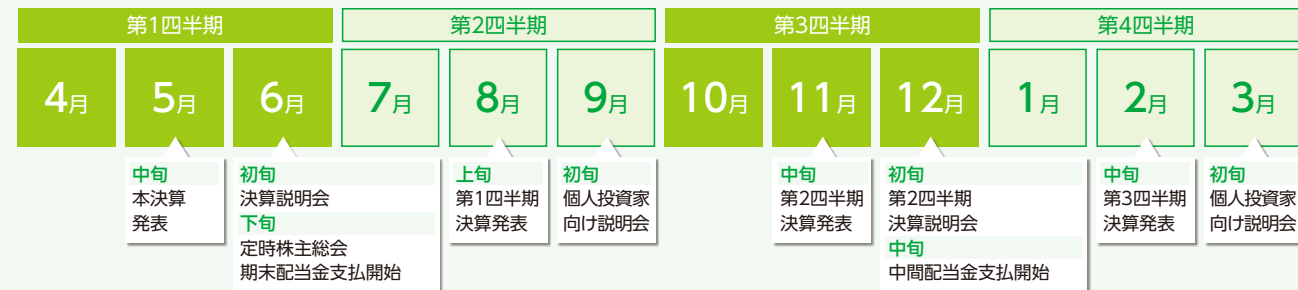 第1四半期
第2四半期
第3四半期
第4四半期
4月
5月
6月
7月
8月
9月
10月
11月
12月
1月
2月
3月
中旬
本決算
発表
初旬
決算説明会
下旬
定時株主総会
期末配当金支払開始
上旬
第1四半期
決算発表
初旬
個人投資家
向け説明会
中旬
第2四半期
決算発表
初旬
第2四半期
決算説明会
中旬
中間配当金支払開始
中旬
第3四半期
決算発表
初旬
個人投資家
向け説明会